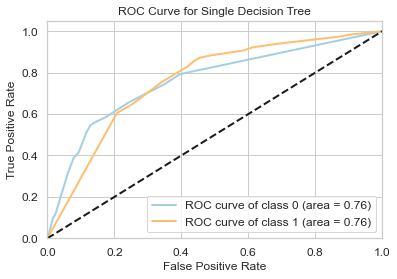 ROC Curve for Single Decision Tree
True Positive Rate
1.0
0.8
0.6
0.4
0.2
0.0
ROC curve of class 0 (area = 0.76)
ROC curve of class 1 (area = 0.76)
0.0 0.2 0.4 0.6 0.8 1.0
False Positive Rate